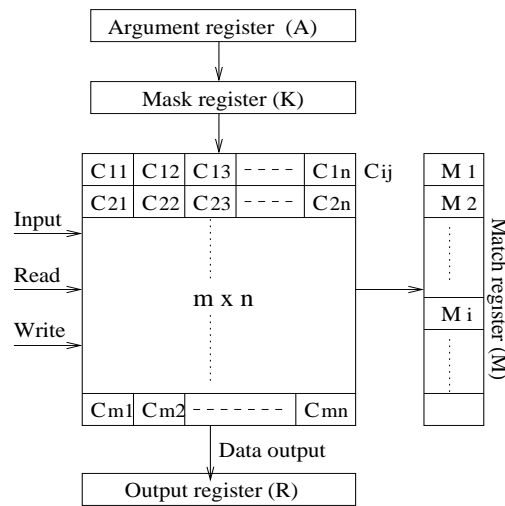 Argument register (A)
Mask register (K)
C11 C12 C13 ---- C1n Cij M 1
C21 C22 C23 ---- C2n M 2
Input
Read
m x n
Write
M i
Match register (M)
Cm1 Cm2 ------- Cmn
Data output
Output register (R)